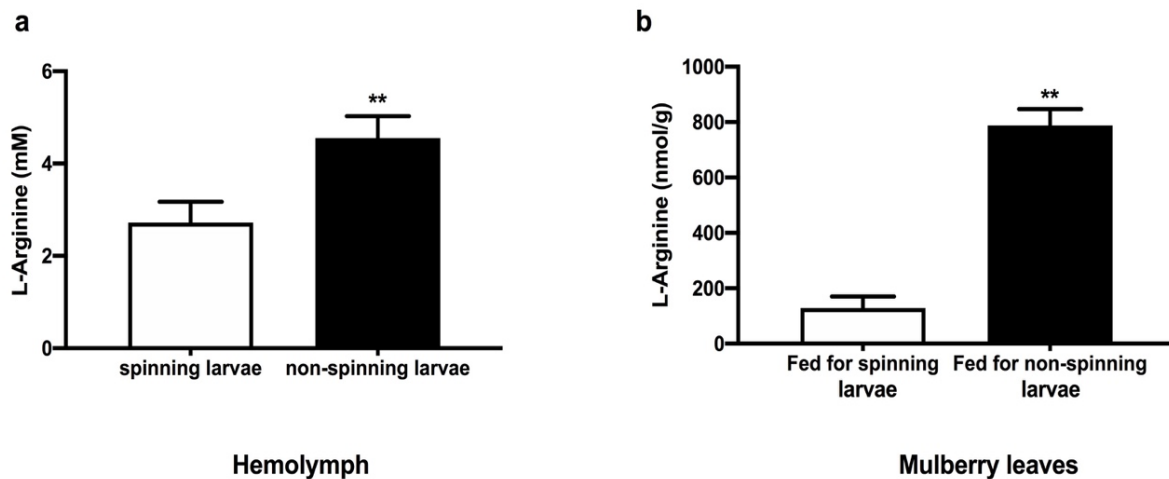 a
L-Arginine (mM)
6
4
2
0
**
spinning larvae
non-spinning larvae
Hemolymph
b
L-Arginine (nmol/g)
1000
800
600
400
200
0
**
Fed for spinning
larvae
Fed for non-spinning
larvae
Mulberry leaves